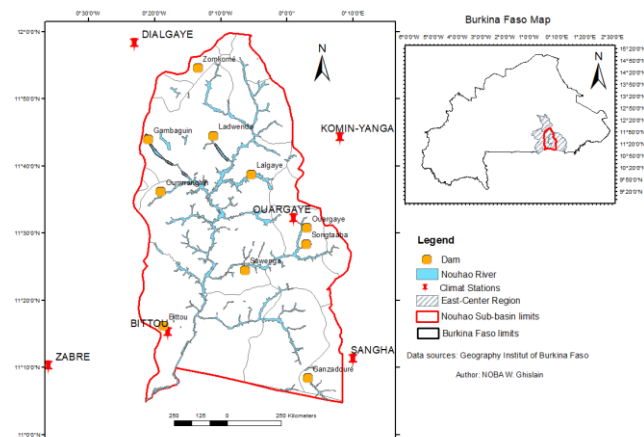 0°30'0"W 0°20'0"W 0°10'0"W 0°0'0" 0°10'0"E
12°0'0"N
DIALGAYE
N
Zomkomé
11°50'0"N
KOMIN-YANGA
Gambaguin
Ladwenda
11°40'0"N
Lalgaye
OUARGAYE
Ouargaye
11°30'0"N
Songtaaba
Sawenga
11°20'0"N
Bittou
BITTOU
ZABRE
SANGHA
11°10'0"N
Ganzadouré
11°0'0"N
250 125 0 250 Kilometers
Burkina Faso Map
N
Legend
Dam
Nouhao River
Climat Stations
East-Center Region
Nouhao Sub-basin limits
Burkina Faso limits
Data sources: Geography Institut of Burkina Faso
Author: NOBA W. Ghislain